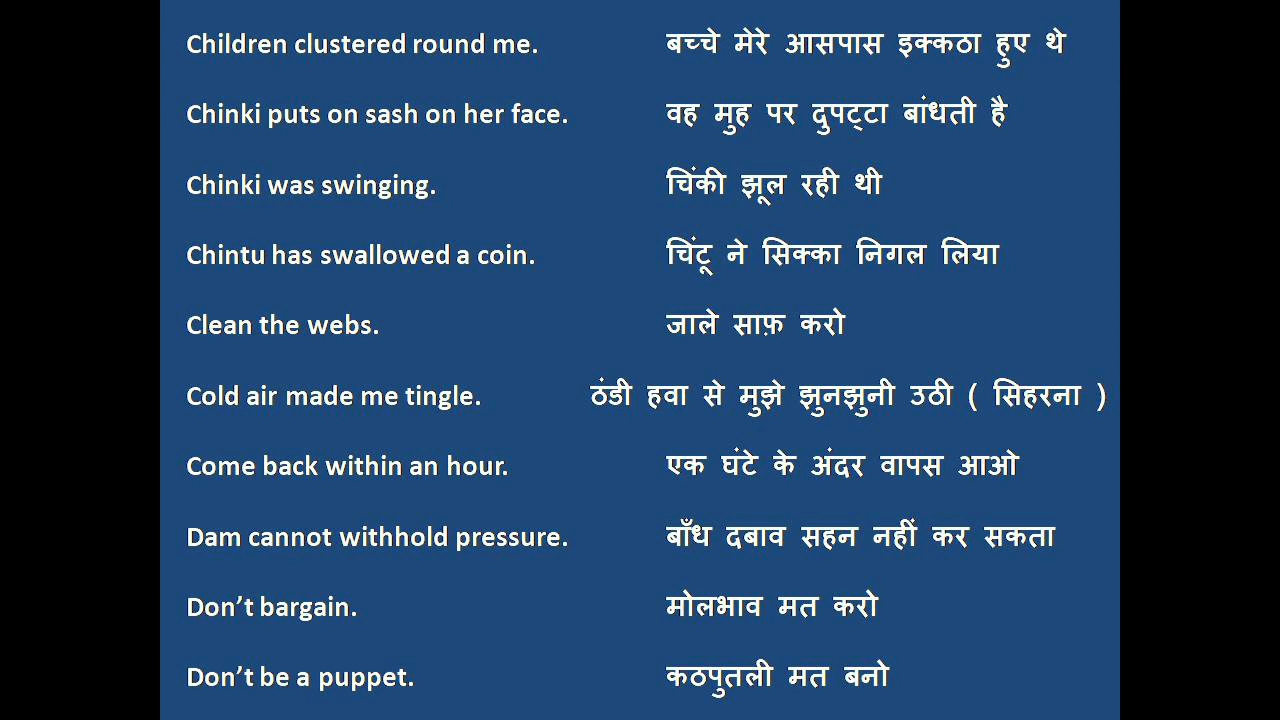 Children clustered round me. बच्चे मेरे आसपास इक्कठा हुए थे
Chinki puts on sash on her face. वह मुह पर दुपट्टा बांधती है
Chinki was swinging. चिंकी झूल रही थी
Chintu has swallowed a coin. चिंटू ने सिक्का निगल लिया
Clean the webs. जाले साफ़ करो
Cold air made me tingle. ठंडी हवा से मुझे झुनझुनी उठी ( सिहरना )
Come back within an hour. एक घंटे के अंदर वापस आओ
Dam cannot withhold pressure. बाँध दबाव सहन नहीं कर सकता
Don’t bargain. मोलभाव मत करो
Don’t be a puppet. कठपुतली मत बनो